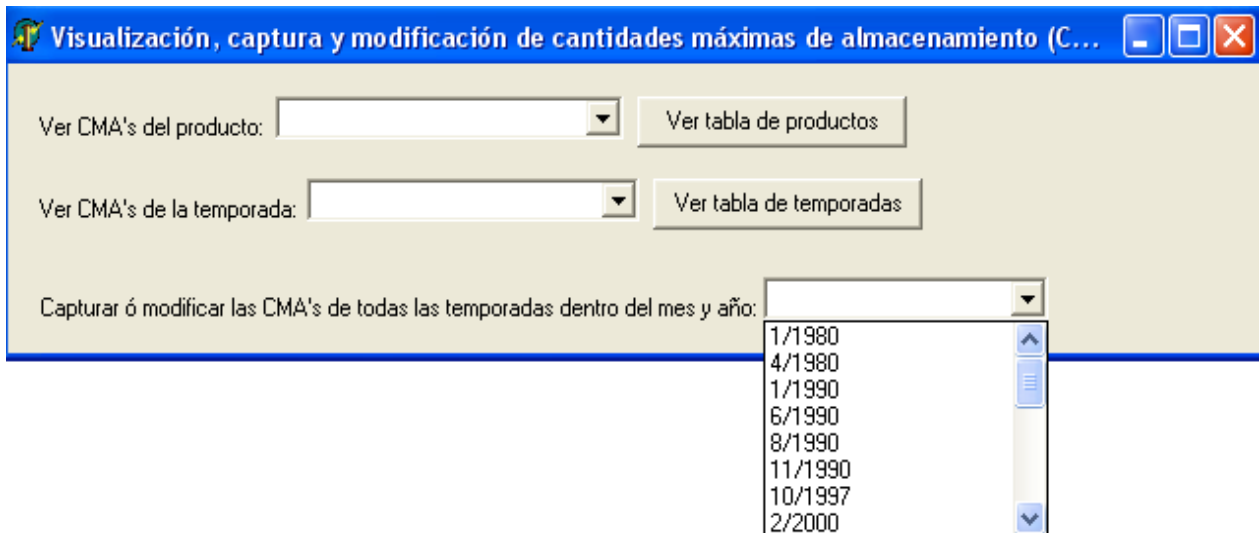 Visualización, captura y modificación de cantidades máximas de almacenamiento (C...
Ver CMA's del producto:
Ver tabla de productos
Ver CMA's de la temporada:
Ver tabla de temporadas
Capturar ó modificar las CMA's de todas las temporadas dentro del mes y año:
1/1980
4/1980
1/1990
6/1990
8/1990
11/1990
10/1997
2/2000